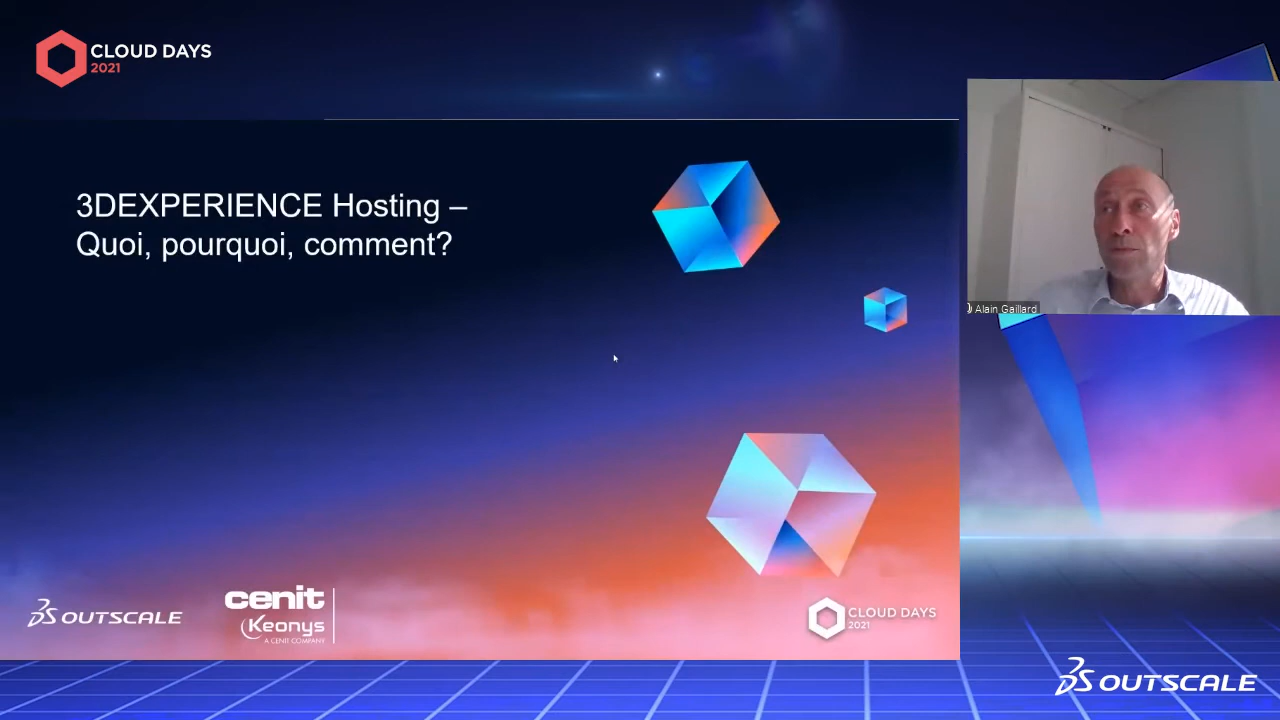 CLOUD DAYS
2021
3DEXPERIENCE Hosting –
Quoi, pourquoi, comment?
Alain Gaillard
OUTSCALE
cenit
Keonys
A CENIT COMPANY
CLOUD DAYS
2021
OUTSCALE